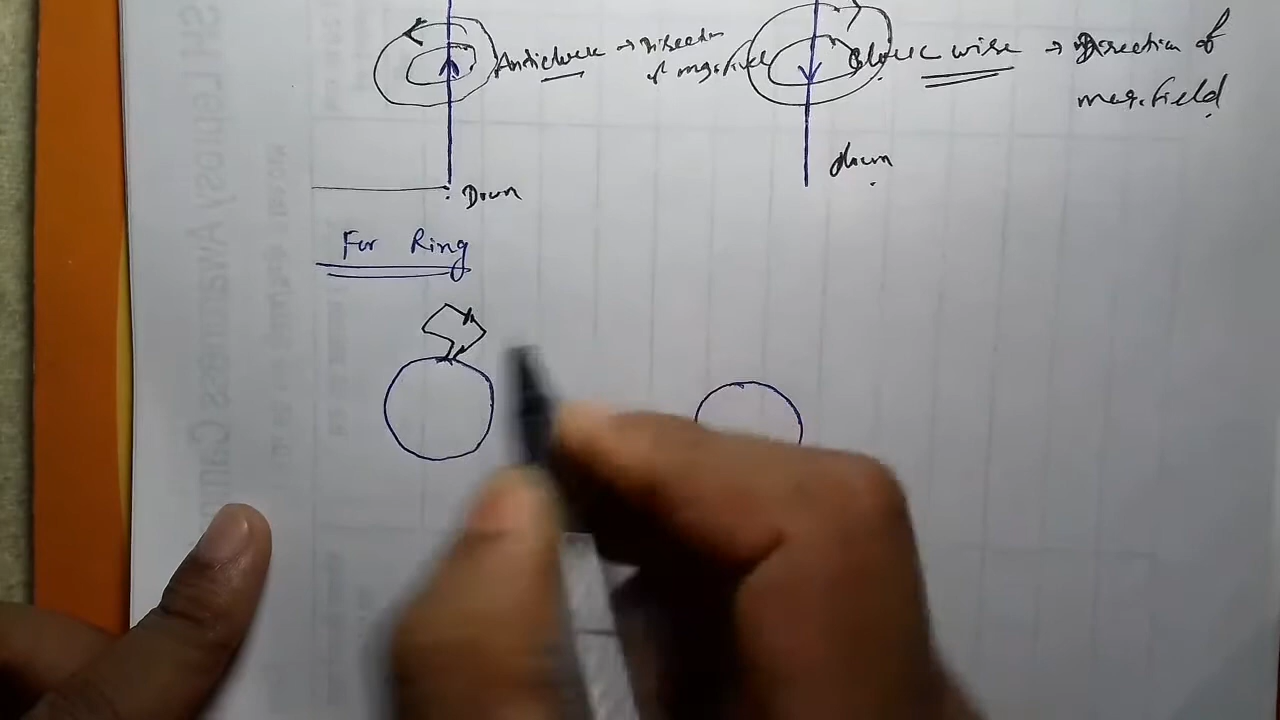 Anticlock → Direction clock wise → Direction of
of mag.field mag.field
down
Down
For Ring